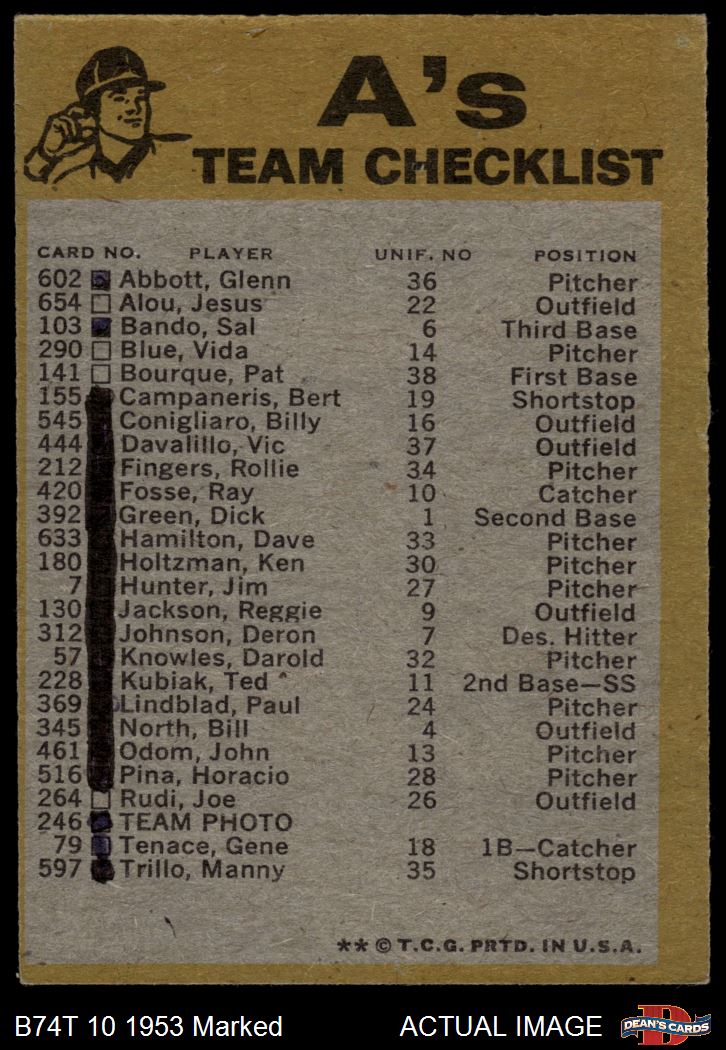 A's
TEAM CHECKLIST
CARD NO. PLAYER UNIF. NO POSITION
602 Abbott, Glenn 36 Pitcher
654 Alou, Jesus 22 Outfield
103 Bando, Sal 6 Third Base
290 Blue, Vida 14 Pitcher
141 Bourque, Pat 38 First Base
155 Campaneris, Bert 19 Shortstop
545 Conigliaro, Billy 16 Outfield
444 Davalillo, Vic 37 Outfield
212 Fingers, Rollie 34 Pitcher
420 Fosse, Ray 10 Catcher
392 Green, Dick 1 Second Base
633 Hamilton, Dave 33 Pitcher
180 Holtzman, Ken 30 Pitcher
7 Hunter, Jim 27 Pitcher
130 Jackson, Reggie 9 Outfield
312 Johnson, Deron 7 Des. Hitter
57 Knowles, Darold 32 Pitcher
228 Kubiak, Ted 11 2nd Base—SS
369 Lindblad, Paul 24 Pitcher
345 North, Bill 4 Outfield
461 Odom, John 13 Pitcher
516 Pina, Horacio 28 Pitcher
264 Rudi, Joe 26 Outfield
246 TEAM PHOTO
79 Tenace, Gene 18 1B—Catcher
597 Trillo, Manny 35 Shortstop
** © T.C.G. PRTD. IN U.S.A.
B74T 10 1953 Marked ACTUAL IMAGE DEAN'S CARDS